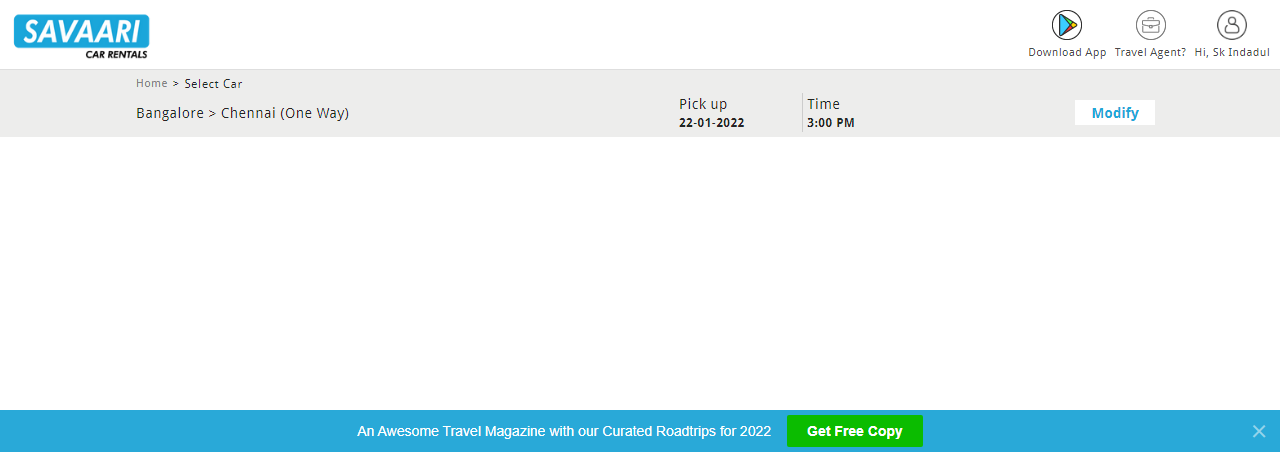 SAVAARI
CAR RENTALS
Download App
Travel Agent?
Hi, Sk Indadul
Home > Select Car
Bangalore > Chennai (One Way)
Pick up
22-01-2022
Time
3:00 PM
Modify
An Awesome Travel Magazine with our Curated Roadtrips for 2022
Get Free Copy